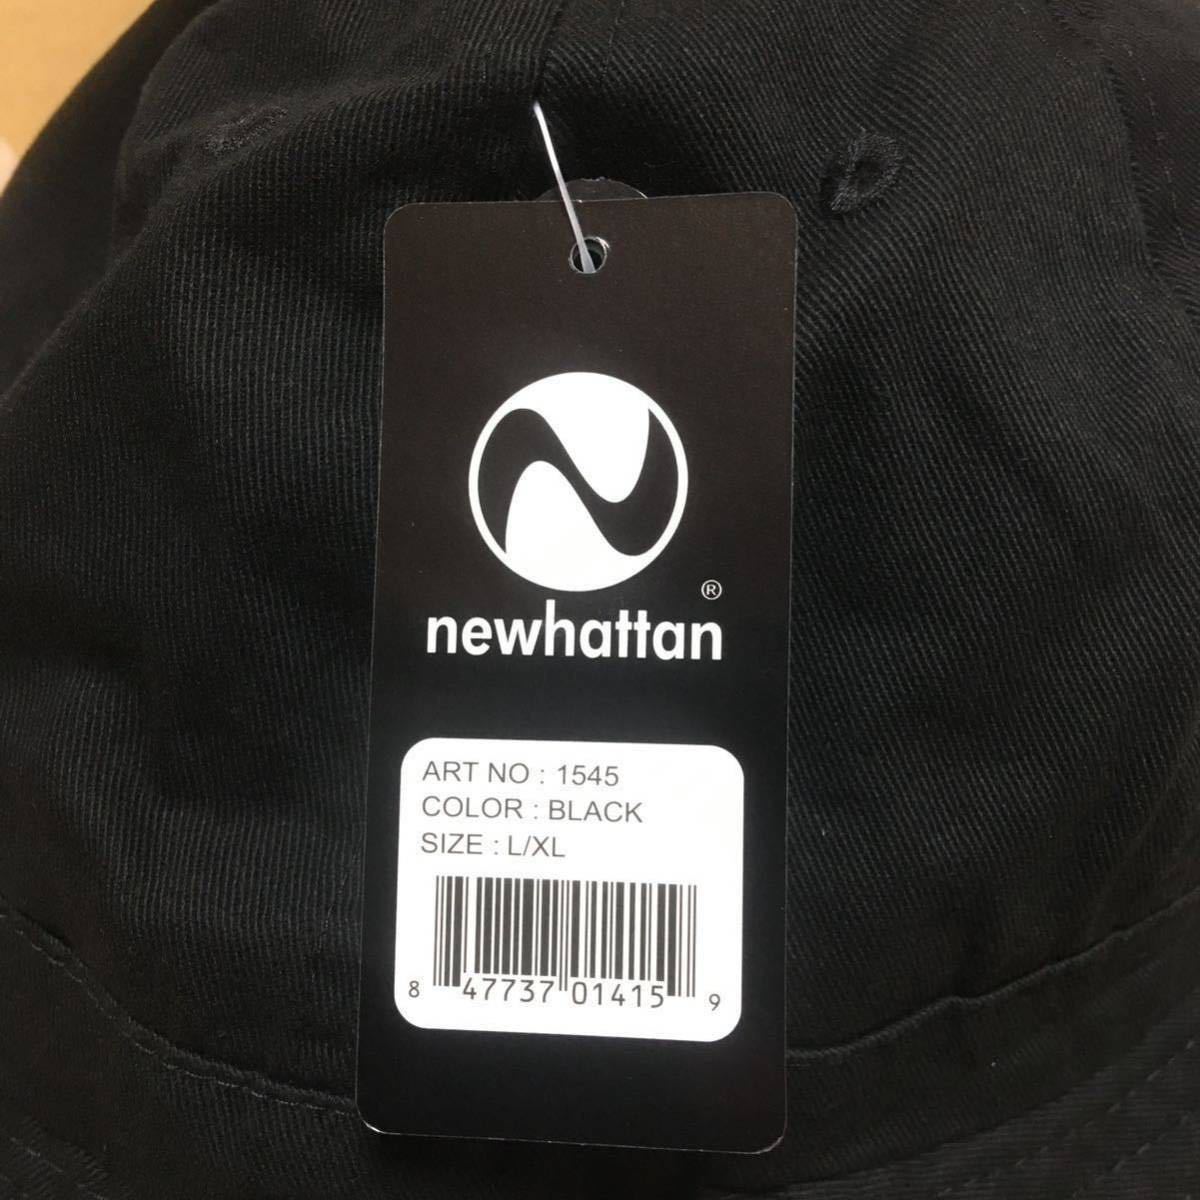 ®
newhattan
ART NO : 1545
COLOR : BLACK
SIZE : L/XL
8 47737 01415 9